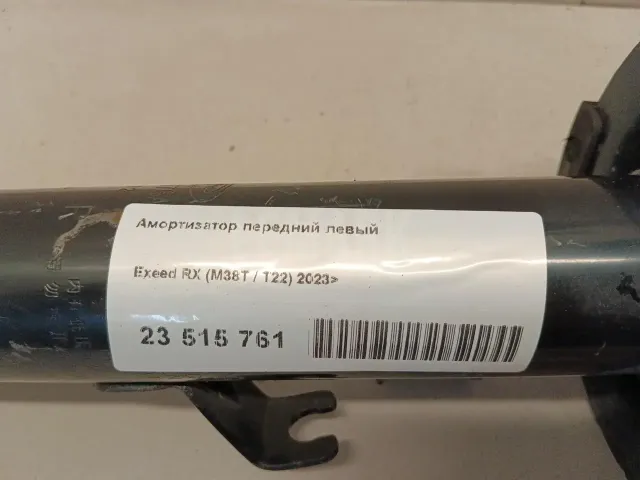 Амортизатор передний левый
Exeed RX (M38T / T22) 2023>
23 515 761